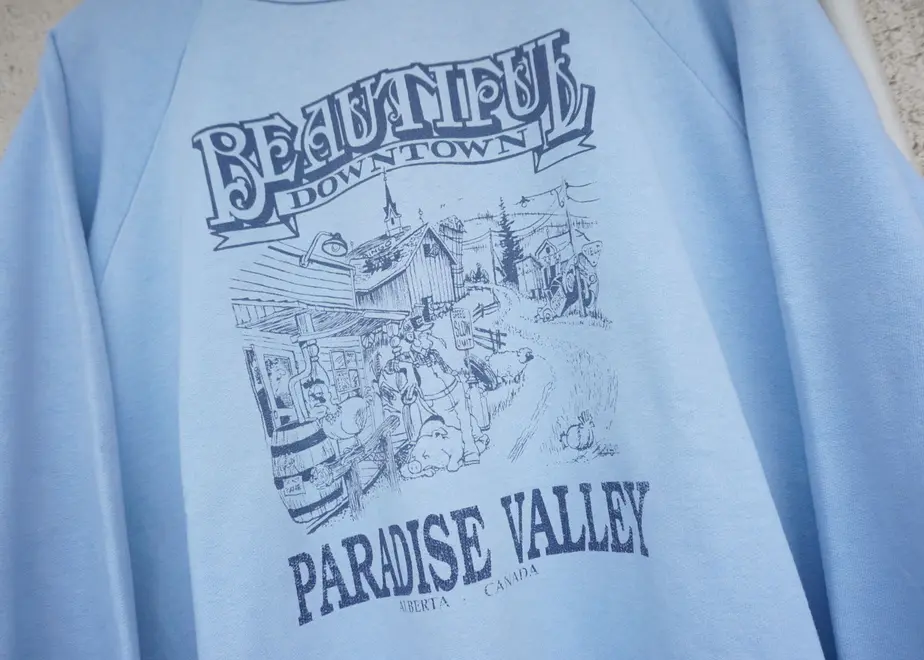 BEAUTIFUL
DOWNTOWN
PARADISE VALLEY
ALBERTA . CANADA